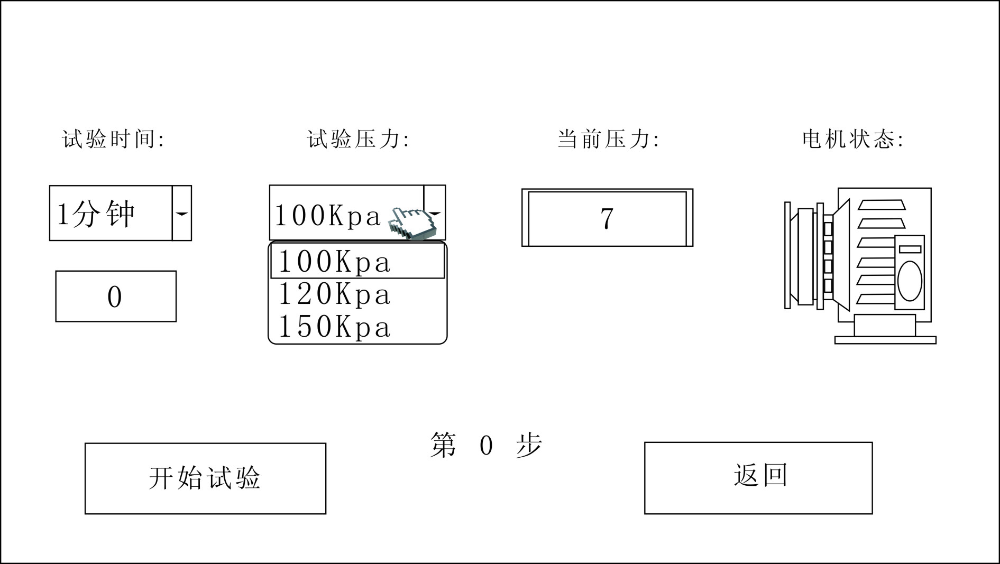 试验时间:
试验压力:
当前压力:
电机状态:
1分钟
100Kpa
7
0
100Kpa
120Kpa
150Kpa
第 0 步
开始试验
返回